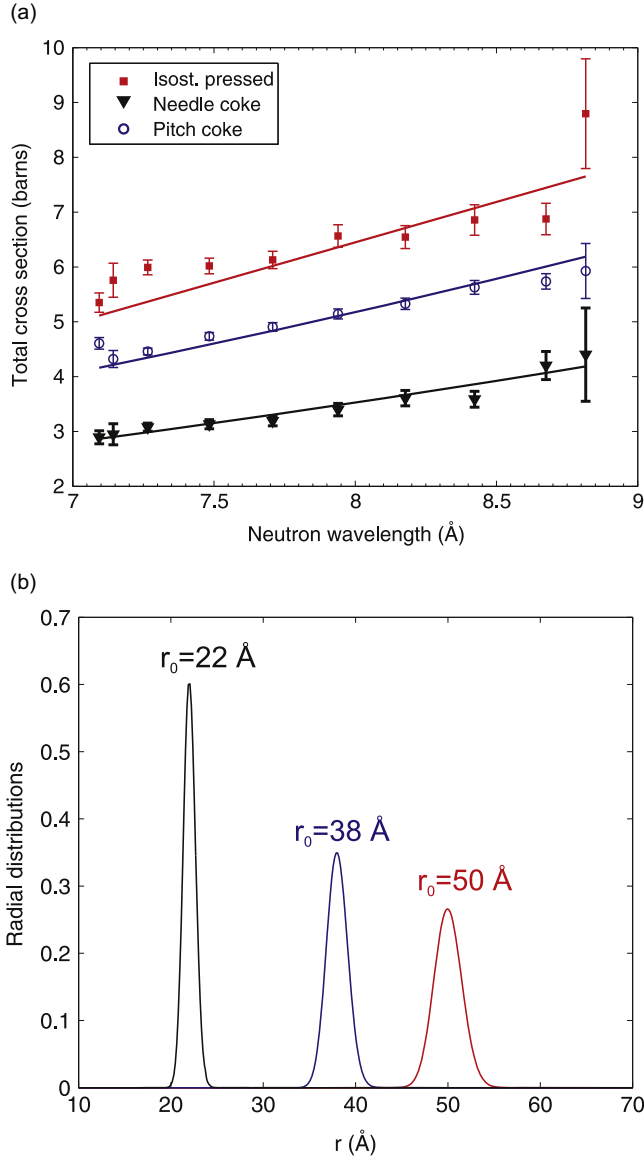 (a)
10
9
8
7
6
5
4
3
2
Total cross section (barns)
Isost. pressed
Needle coke
Pitch coke
7
7.5
8
8.5
9
Neutron wavelength (Å)
(b)
0.7
0.6
0.5
0.4
0.3
0.2
0.1
0
Radial distributions
r₀=22 Å
r₀=38 Å
r₀=50 Å
10
20
30
40
50
60
70
r (Å)